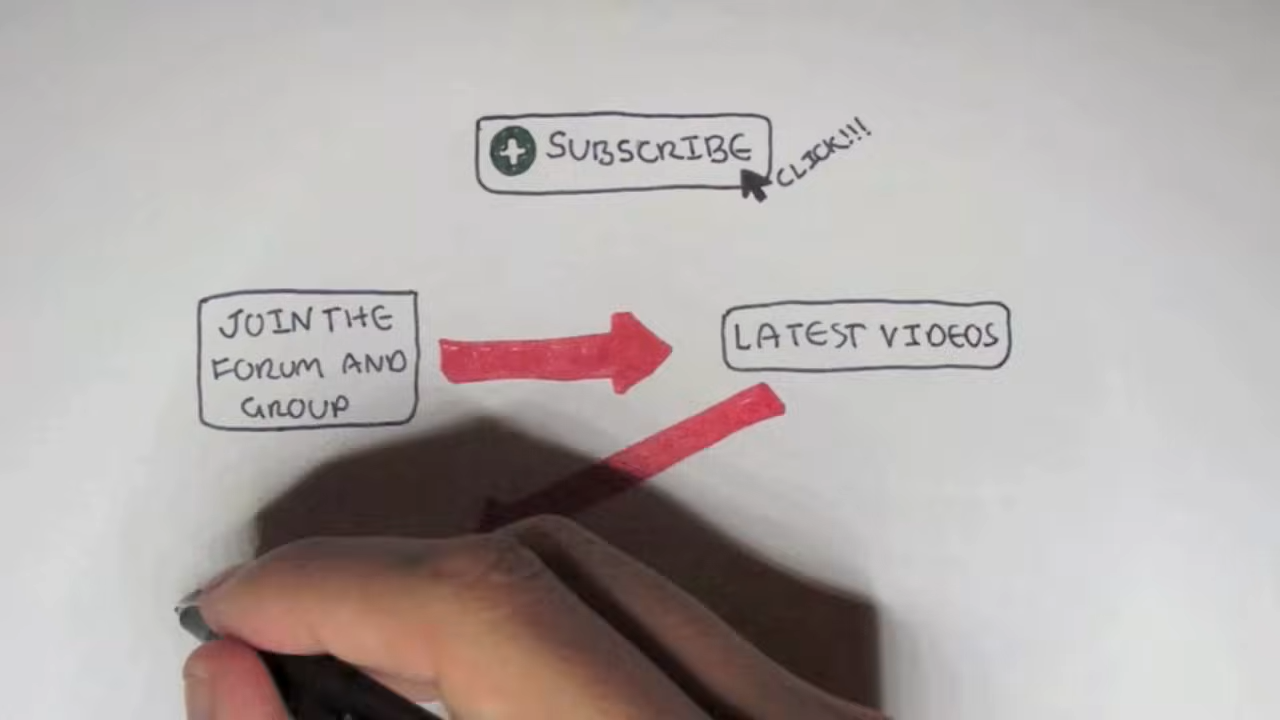 SUBSCRIBE
CLICK!!!
JOIN THE
FORUM AND
GROUP
LATEST VIDEOS